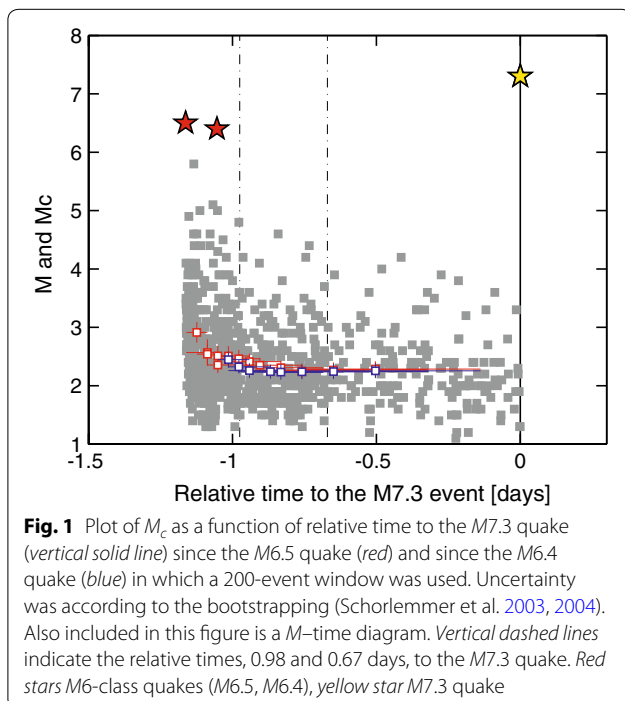 8
7
6
5
4
3
2
1
M and Mc
-1.5
-1
-0.5
0
Relative time to the M7.3 event [days]
Fig. 1 Plot of Mc as a function of relative time to the M7.3 quake
(vertical solid line) since the M6.5 quake (red) and since the M6.4
quake (blue) in which a 200-event window was used. Uncertainty
was according to the bootstrapping (Schorlemmer et al. 2003, 2004).
Also included in this figure is a M–time diagram. Vertical dashed lines
indicate the relative times, 0.98 and 0.67 days, to the M7.3 quake. Red
stars M6-class quakes (M6.5, M6.4), yellow star M7.3 quake